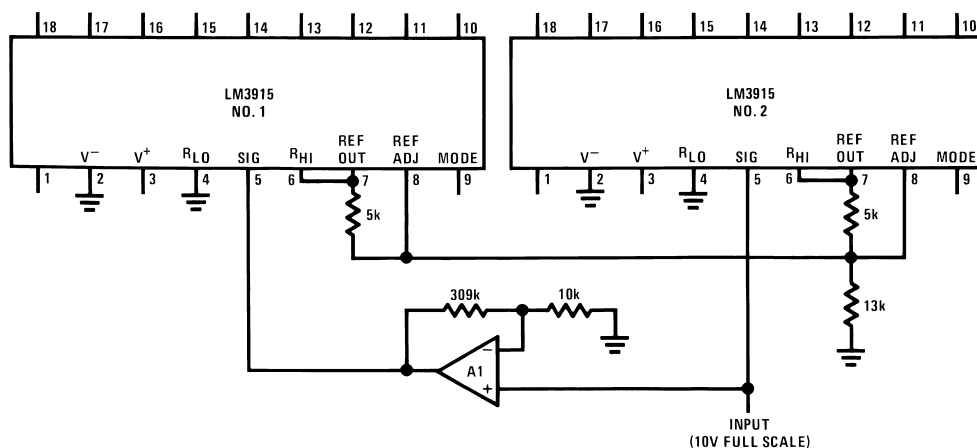 18 17 16 15 14 13 12 11 10
18 17 16 15 14 13 12 11 10
LM3915
NO. 1
LM3915
NO. 2
V− V+ RLO SIG RHI REF OUT REF ADJ MODE
V− V+ RLO SIG RHI REF OUT REF ADJ MODE
1 2 3 4 5 6 7 8 9
1 2 3 4 5 6 7 8 9
5k
5k
309k
10k
13k
−
A1
+
INPUT
(10V FULL SCALE)